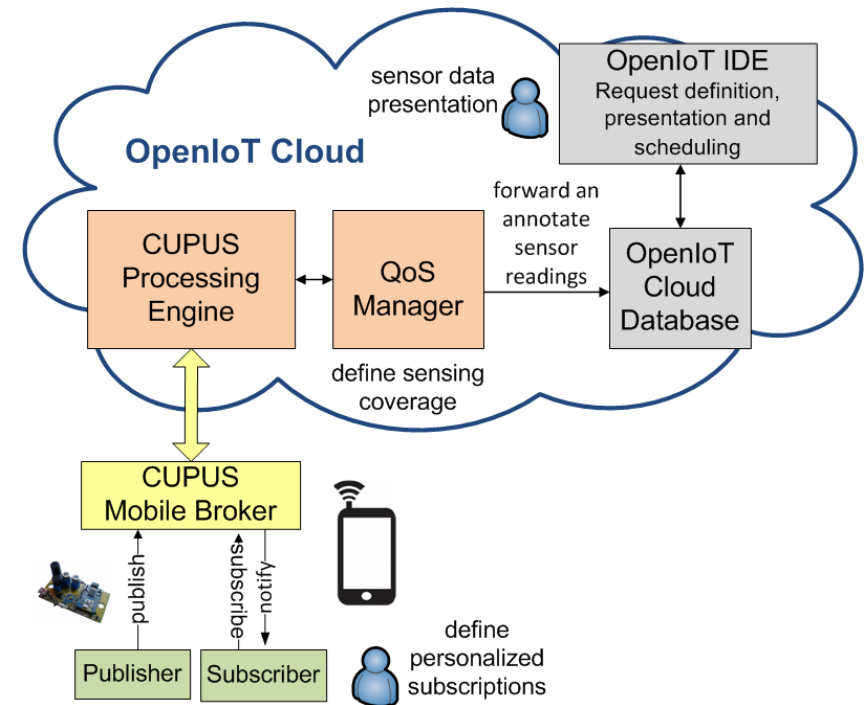 sensor data
presentation
OpenIoT IDE
Request definition,
presentation and
scheduling
OpenIoT Cloud
forward an
annotate
sensor
readings
CUPUS
Processing
Engine
QoS
Manager
OpenIoT
Cloud
Database
define sensing
coverage
CUPUS
Mobile Broker
publish
subscribe
notify
Publisher
Subscriber
define
personalized
subscriptions